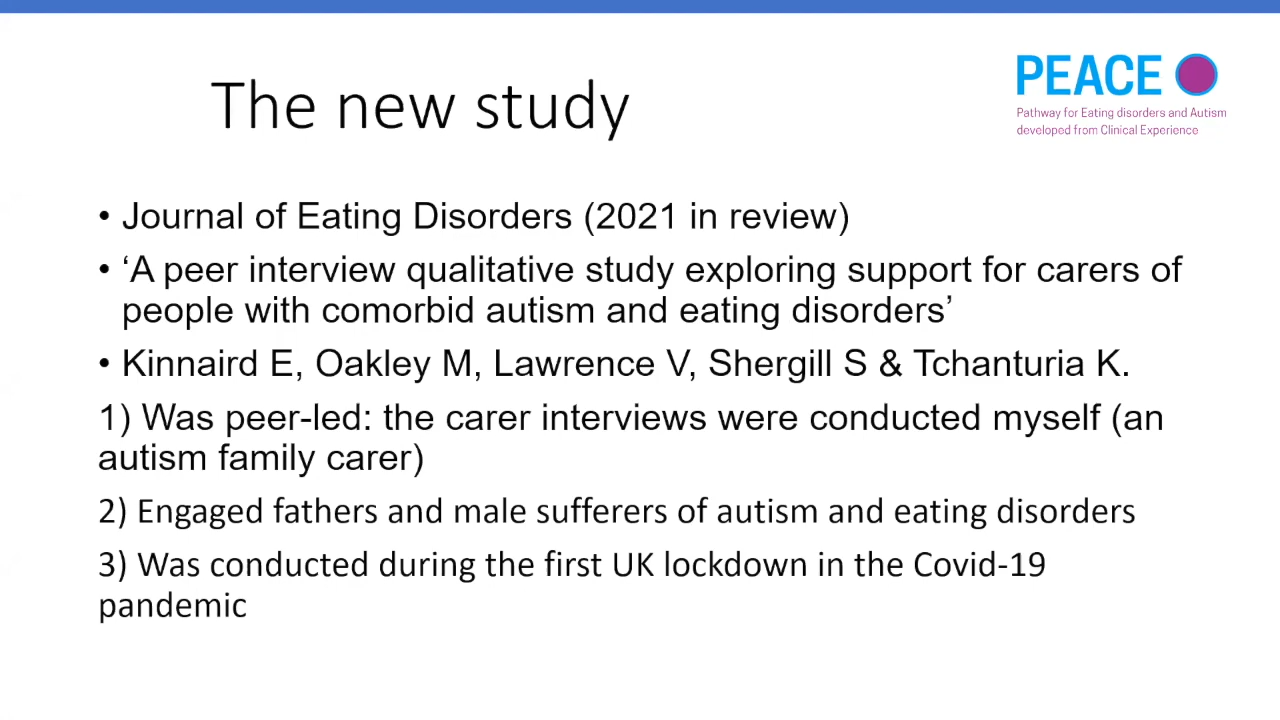 The new study
PEACE
Pathway for Eating disorders and Autism
developed from Clinical Experience
• Journal of Eating Disorders (2021 in review)
• ‘A peer interview qualitative study exploring support for carers of
people with comorbid autism and eating disorders’
• Kinnaird E, Oakley M, Lawrence V, Shergill S & Tchanturia K.
1) Was peer-led: the carer interviews were conducted myself (an
autism family carer)
2) Engaged fathers and male sufferers of autism and eating disorders
3) Was conducted during the first UK lockdown in the Covid-19
pandemic